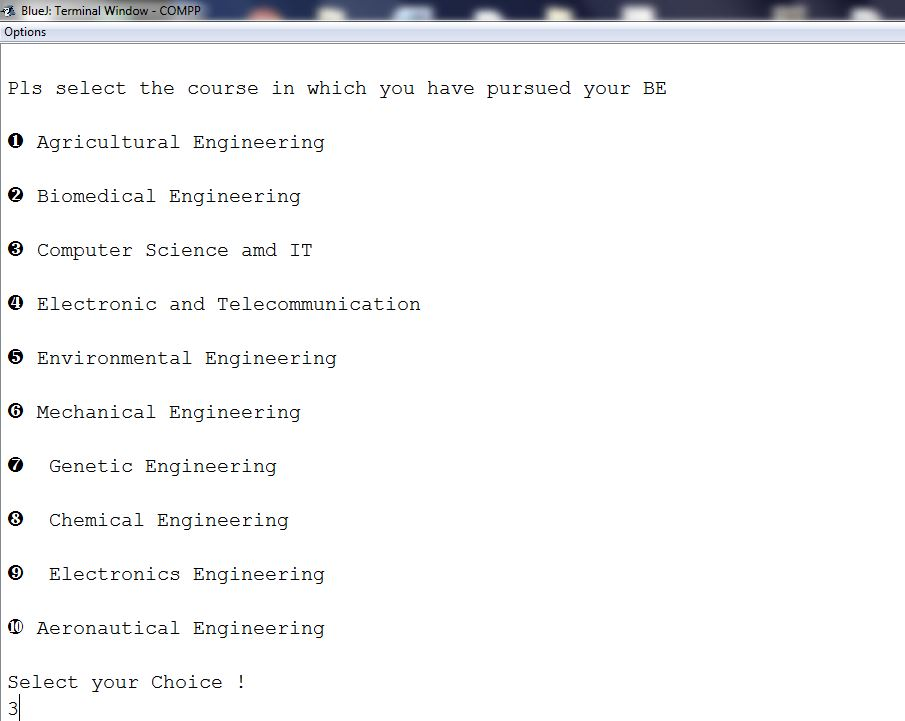 BlueJ: Terminal Window - COMPP
Options
Pls select the course in which you have pursued your BE
❶ Agricultural Engineering
❷ Biomedical Engineering
❸ Computer Science amd IT
❹ Electronic and Telecommunication
❺ Environmental Engineering
❻ Mechanical Engineering
❼ Genetic Engineering
❽ Chemical Engineering
❾ Electronics Engineering
❿ Aeronautical Engineering
Select your Choice !
3